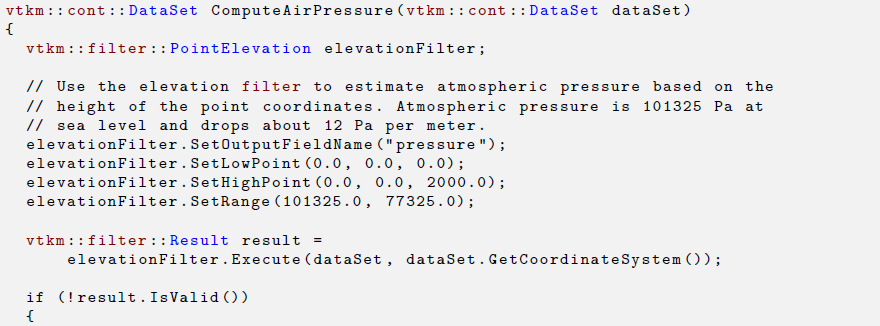 vtkm::cont::DataSet ComputeAirPressure(vtkm::cont::DataSet dataSet)
{
  vtkm::filter::PointElevation elevationFilter;

  // Use the elevation filter to estimate atmospheric pressure based on the
  // height of the point coordinates. Atmospheric pressure is 101325 Pa at
  // sea level and drops about 12 Pa per meter.
  elevationFilter.SetOutputFieldName("pressure");
  elevationFilter.SetLowPoint(0.0, 0.0, 0.0);
  elevationFilter.SetHighPoint(0.0, 0.0, 2000.0);
  elevationFilter.SetRange(101325.0, 77325.0);

  vtkm::filter::Result result =
      elevationFilter.Execute(dataSet, dataSet.GetCoordinateSystem());

  if (!result.IsValid())
  {